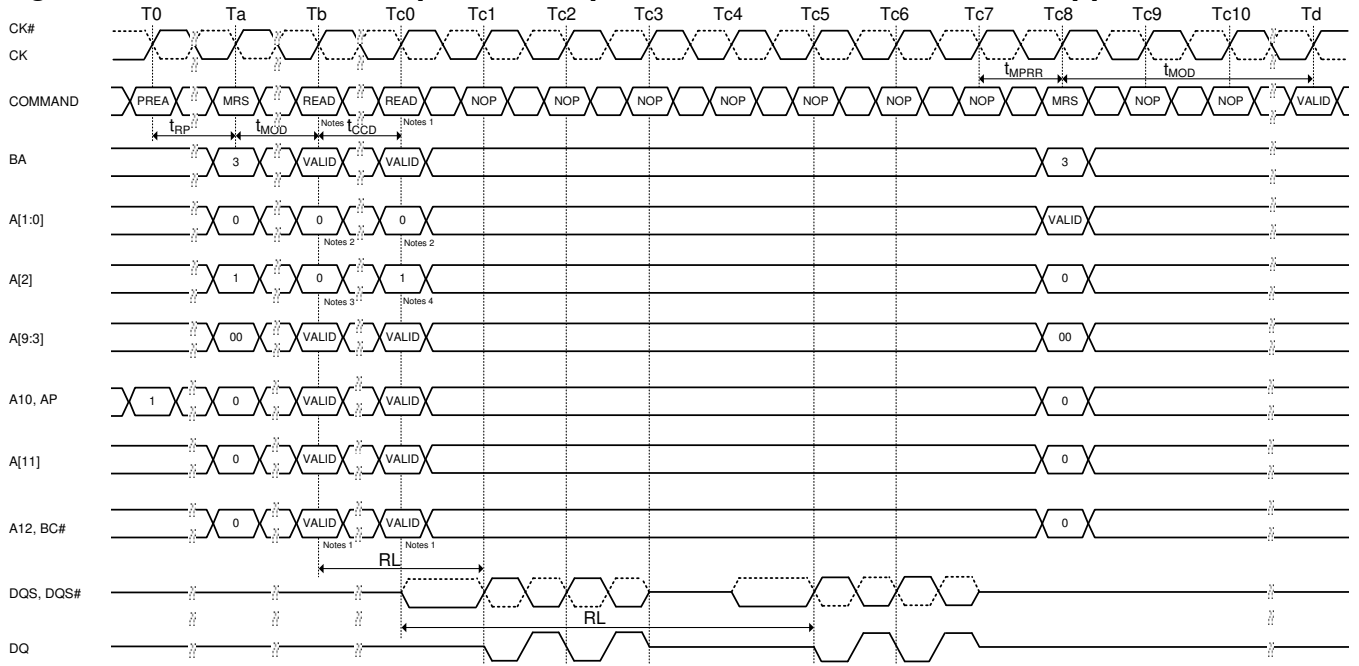 T0 Ta Tb Tc0 Tc1 Tc2 Tc3 Tc4 Tc5 Tc6 Tc7 Tc8 Tc9 Tc10 Td
CK#
CK
tMPRR tMOD
COMMAND PREA MRS READ READ NOP NOP NOP NOP NOP NOP NOP MRS NOP NOP VALID
Notes 1 Notes 1
tRP tMOD tCCD
BA 3 VALID VALID 3
A[1:0] 0 0 0 VALID
Notes 2 Notes 2
A[2] 1 0 1 0
Notes 3 Notes 4
A[9:3] 00 VALID VALID 00
A10, AP 1 0 VALID VALID 0
A[11] 0 VALID VALID 0
A12, BC# 0 VALID VALID 0
Notes 1 Notes 1
RL
DQS, DQS#
RL
DQ